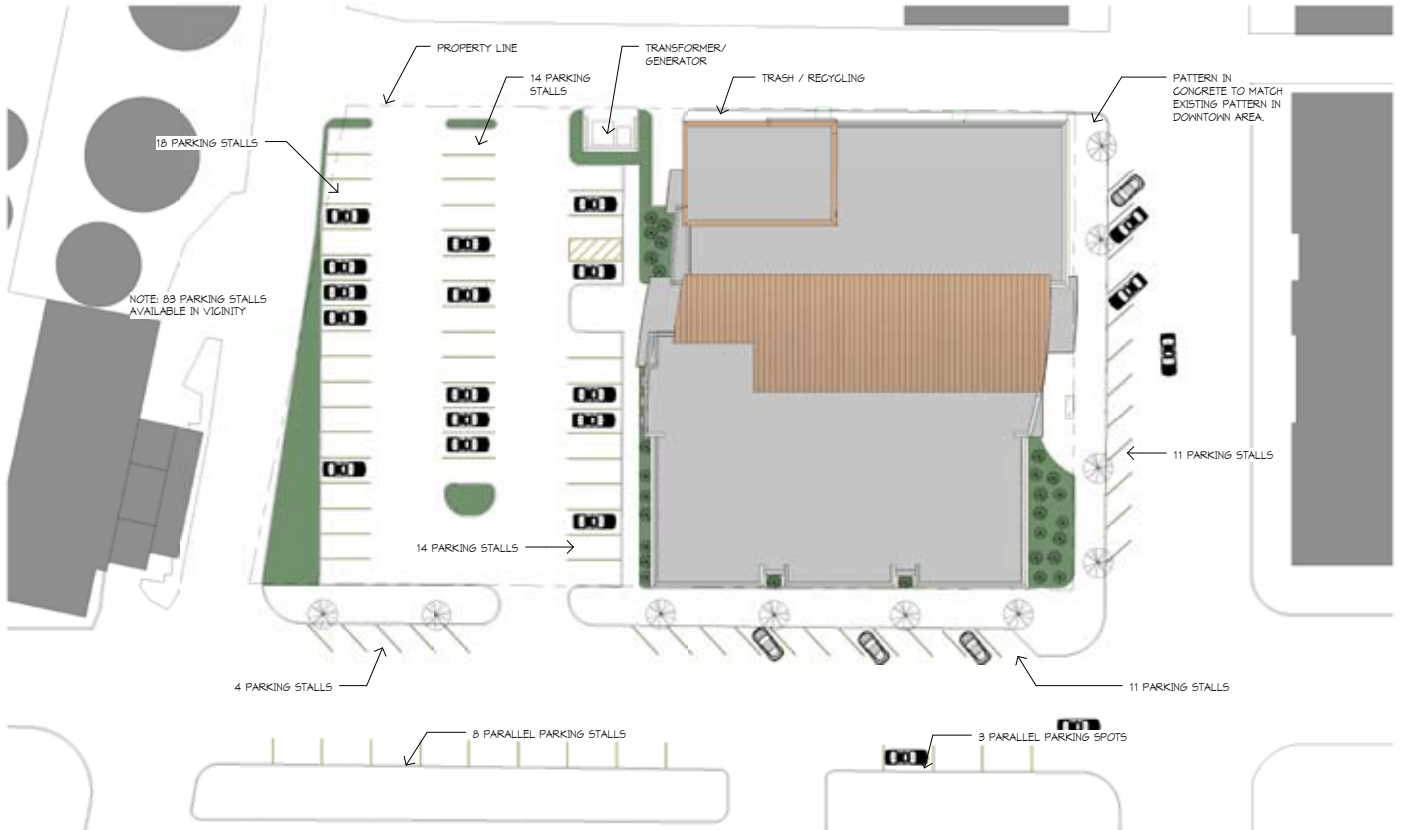 PROPERTY LINE
TRANSFORMER/
GENERATOR
14 PARKING
STALLS
TRASH / RECYCLING
PATTERN IN
CONCRETE TO MATCH
EXISTING PATTERN IN
DOWNTOWN AREA.
18 PARKING STALLS
NOTE: 83 PARKING STALLS
AVAILABLE IN VICINITY
11 PARKING STALLS
14 PARKING STALLS
4 PARKING STALLS
11 PARKING STALLS
8 PARALLEL PARKING STALLS
3 PARALLEL PARKING SPOTS